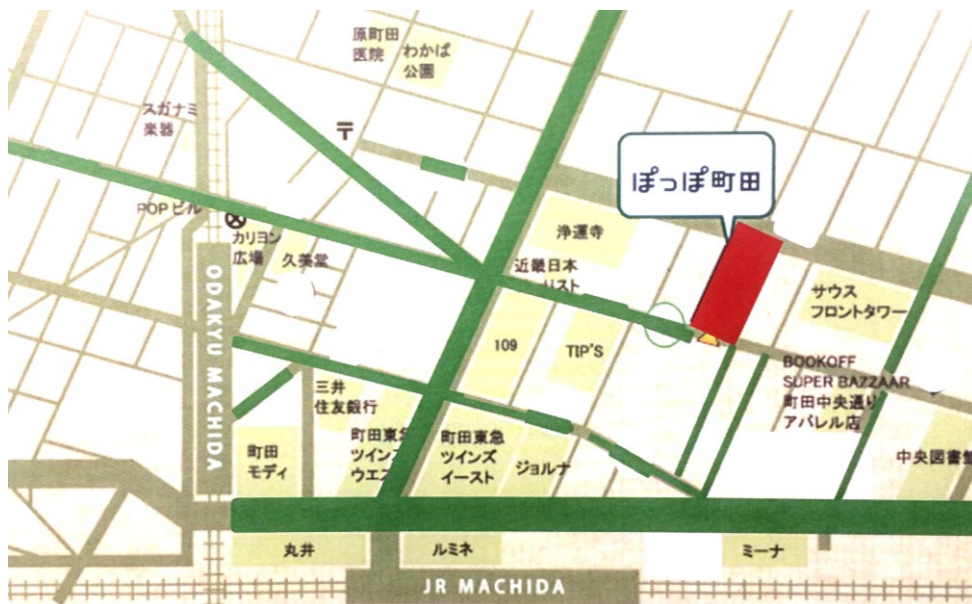 原町田
医院
わかば
公園
スガナミ
楽器
〒
ぽっぽ町田
POPビル
カリヨン
広場
久美堂
浄運寺
近畿日本
リスト
サウス
フロントタワー
ODAKYU MACHIDA
109
TIP'S
BOOKOFF
SUPER BAZZAAR
町田中央通り
アパレル店
三井
住友銀行
町田
モディ
町田東急
ツインズ
ウエス
町田東急
ツインズ
イースト
ジョルナ
中央図書館
丸井
ルミネ
ミーナ
JR MACHIDA